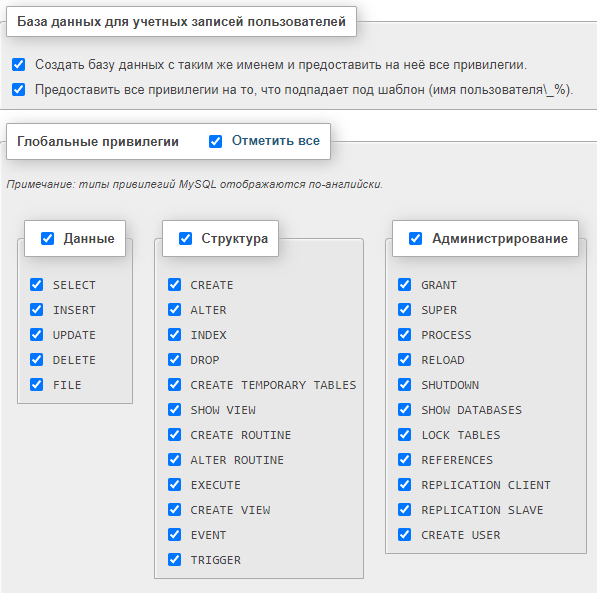 База данных для учетных записей пользователей
Создать базу данных с таким же именем и предоставить на неё все привилегии.
Предоставить все привилегии на то, что подпадает под шаблон (имя пользователя\_%).
Глобальные привилегии Отметить все
Примечание: типы привилегий MySQL отображаются по-английски.
Данные
SELECT
INSERT
UPDATE
DELETE
FILE
Структура
CREATE
ALTER
INDEX
DROP
CREATE TEMPORARY TABLES
SHOW VIEW
CREATE ROUTINE
ALTER ROUTINE
EXECUTE
CREATE VIEW
EVENT
TRIGGER
Администрирование
GRANT
SUPER
PROCESS
RELOAD
SHUTDOWN
SHOW DATABASES
LOCK TABLES
REFERENCES
REPLICATION CLIENT
REPLICATION SLAVE
CREATE USER